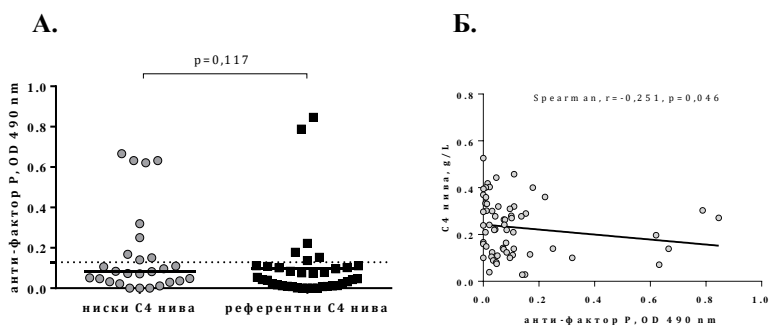 А.
p=0,117
анти-фактор P, OD 490 nm
1.0
0.8
0.6
0.4
0.2
0.0
ниски C4 нива
референтни C4 нива
Б.
Spearman, r=-0,251, p=0,046
C4 нива, g/L
0.8
0.6
0.4
0.2
0.0
0.0 0.2 0.4 0.6 0.8 1.0
анти-фактор P, OD 490 nm